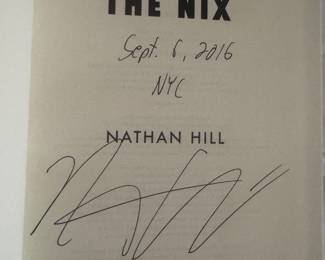 THE NIX
Sept. 6, 2016
NYC
NATHAN HILL